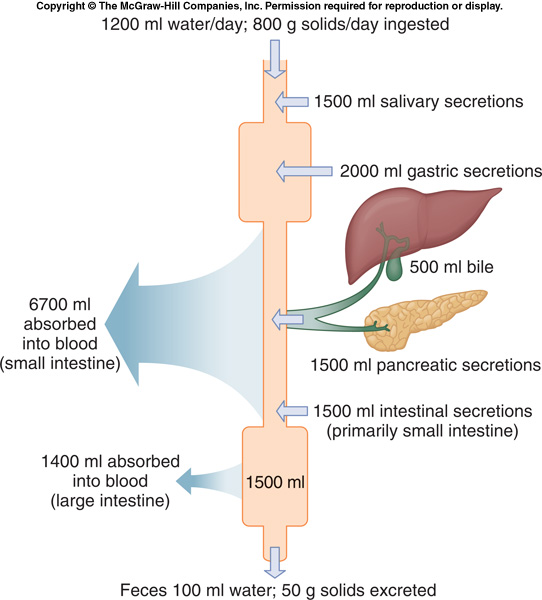 Copyright © The McGraw-Hill Companies, Inc. Permission required for reproduction or display.
1200 ml water/day; 800 g solids/day ingested
1500 ml salivary secretions
2000 ml gastric secretions
500 ml bile
6700 ml
absorbed
into blood
(small intestine)
1500 ml pancreatic secretions
1500 ml intestinal secretions
(primarily small intestine)
1400 ml absorbed
into blood
(large intestine)
1500 ml
Feces 100 ml water; 50 g solids excreted